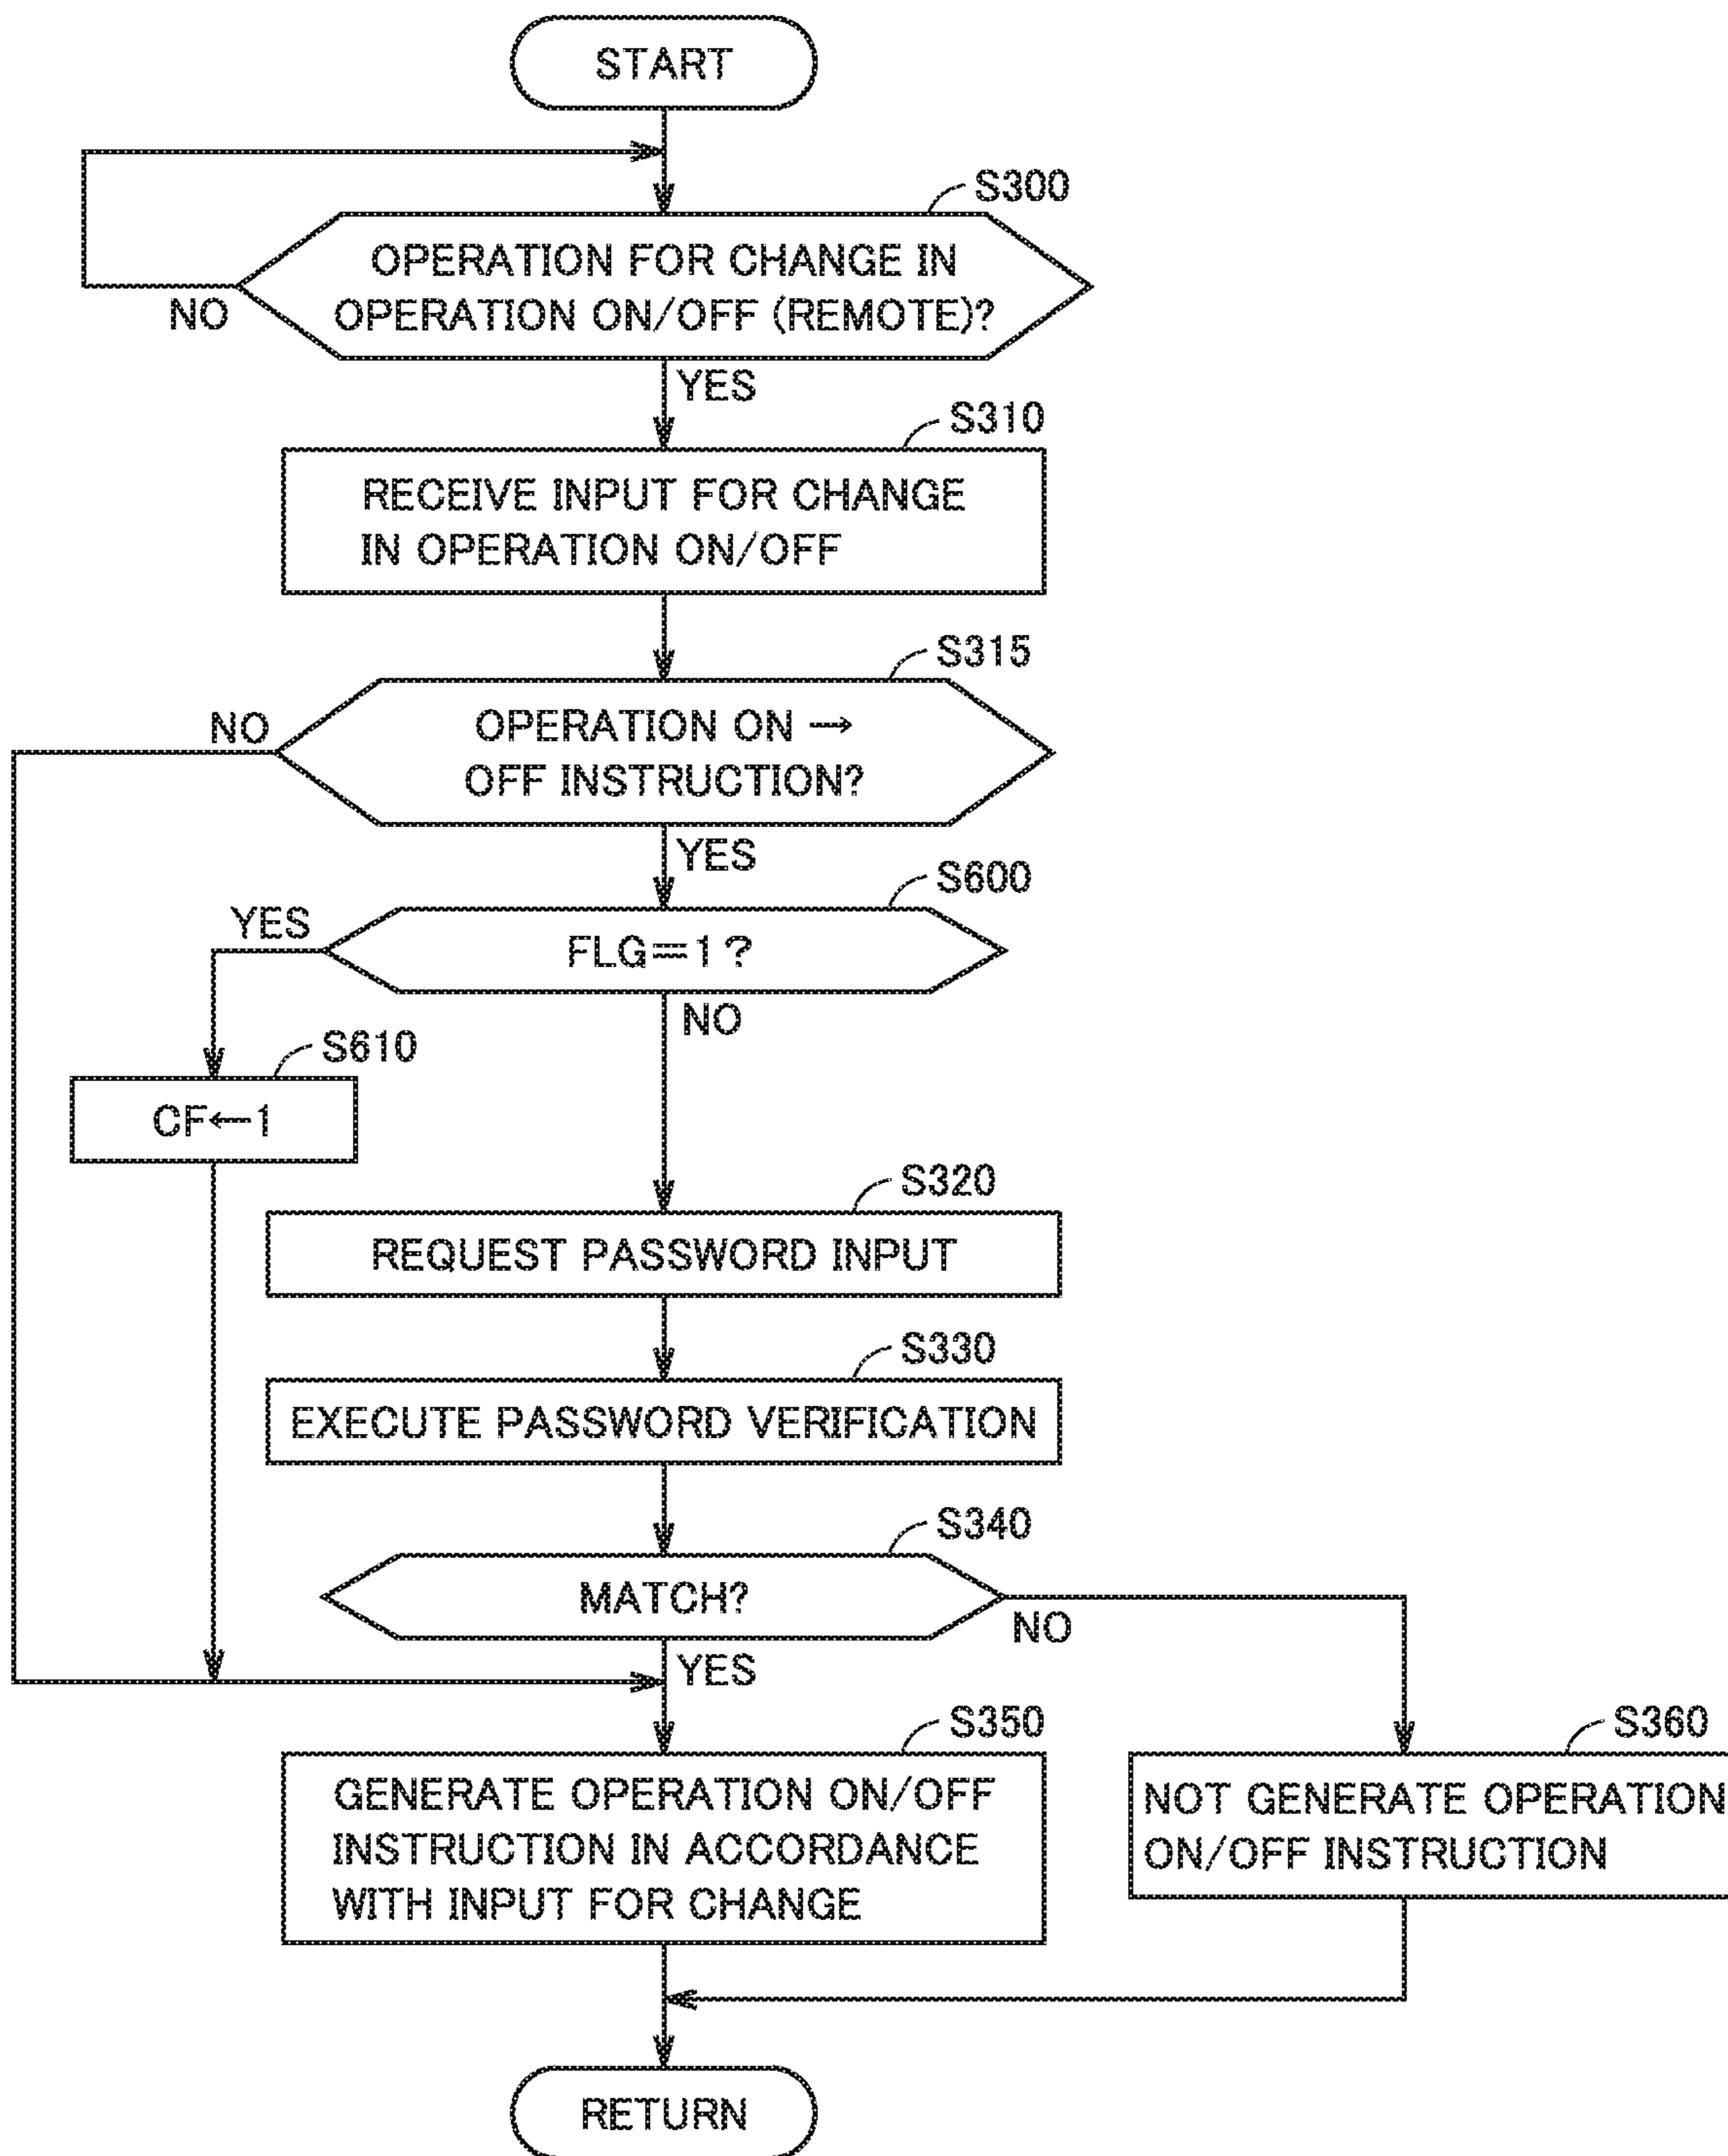 START
S300
OPERATION FOR CHANGE IN
OPERATION ON/OFF (REMOTE)?
NO
YES
S310
RECEIVE INPUT FOR CHANGE
IN OPERATION ON/OFF
S315
NO
OPERATION ON →
OFF INSTRUCTION?
YES
S600
YES
FLG=1?
NO
S610
CF←1
S320
REQUEST PASSWORD INPUT
S330
EXECUTE PASSWORD VERIFICATION
S340
MATCH?
NO
YES
S350
GENERATE OPERATION ON/OFF
INSTRUCTION IN ACCORDANCE
WITH INPUT FOR CHANGE
S360
NOT GENERATE OPERATION
ON/OFF INSTRUCTION
RETURN